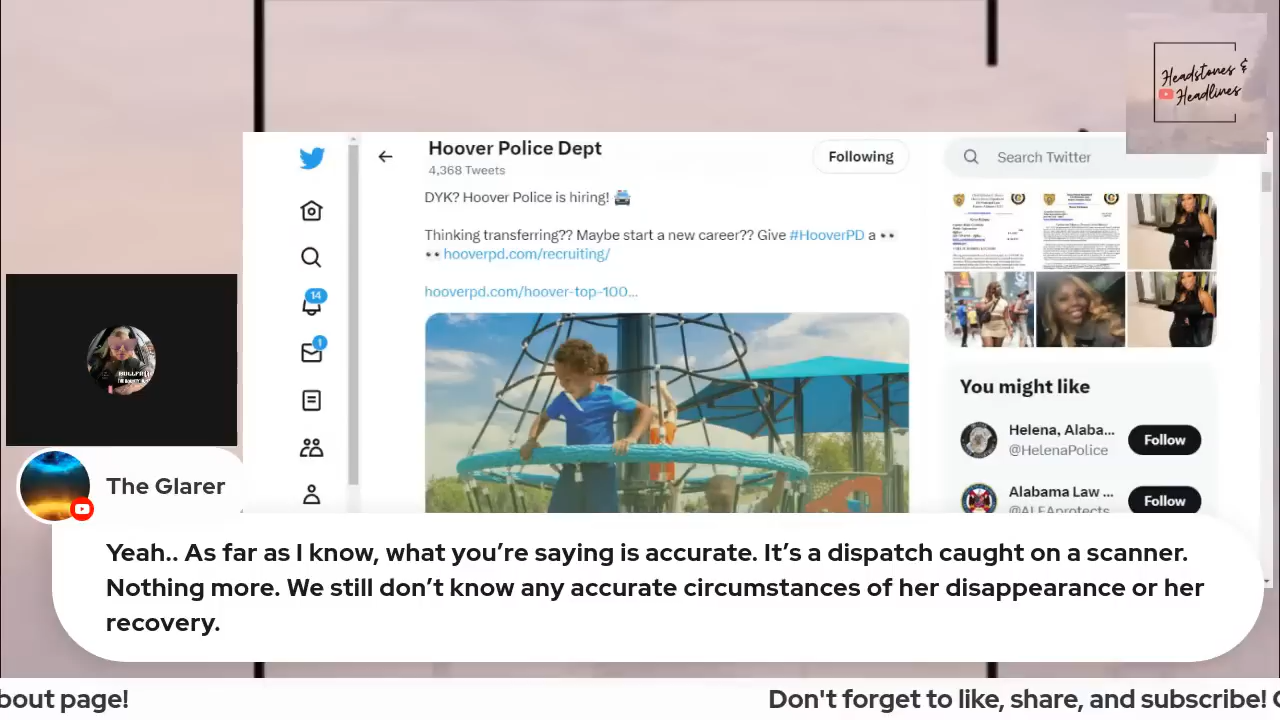 Headstones &
Headlines
Hoover Police Dept
4,368 Tweets
Following
Search Twitter
DYK? Hoover Police is hiring! 🚔
Thinking transferring?? Maybe start a new career?? Give #HooverPD a 👀
👀 hooverpd.com/recruiting/
hooverpd.com/hoover-top-100…
14
1
You might like
Helena, Alaba...
@HelenaPolice
Follow
Alabama Law ...
@ALEAprotects
Follow
The Glarer
Yeah.. As far as I know, what you’re saying is accurate. It’s a dispatch caught on a scanner.
Nothing more. We still don’t know any accurate circumstances of her disappearance or her
recovery.
bout page!
Don't forget to like, share, and subscribe!